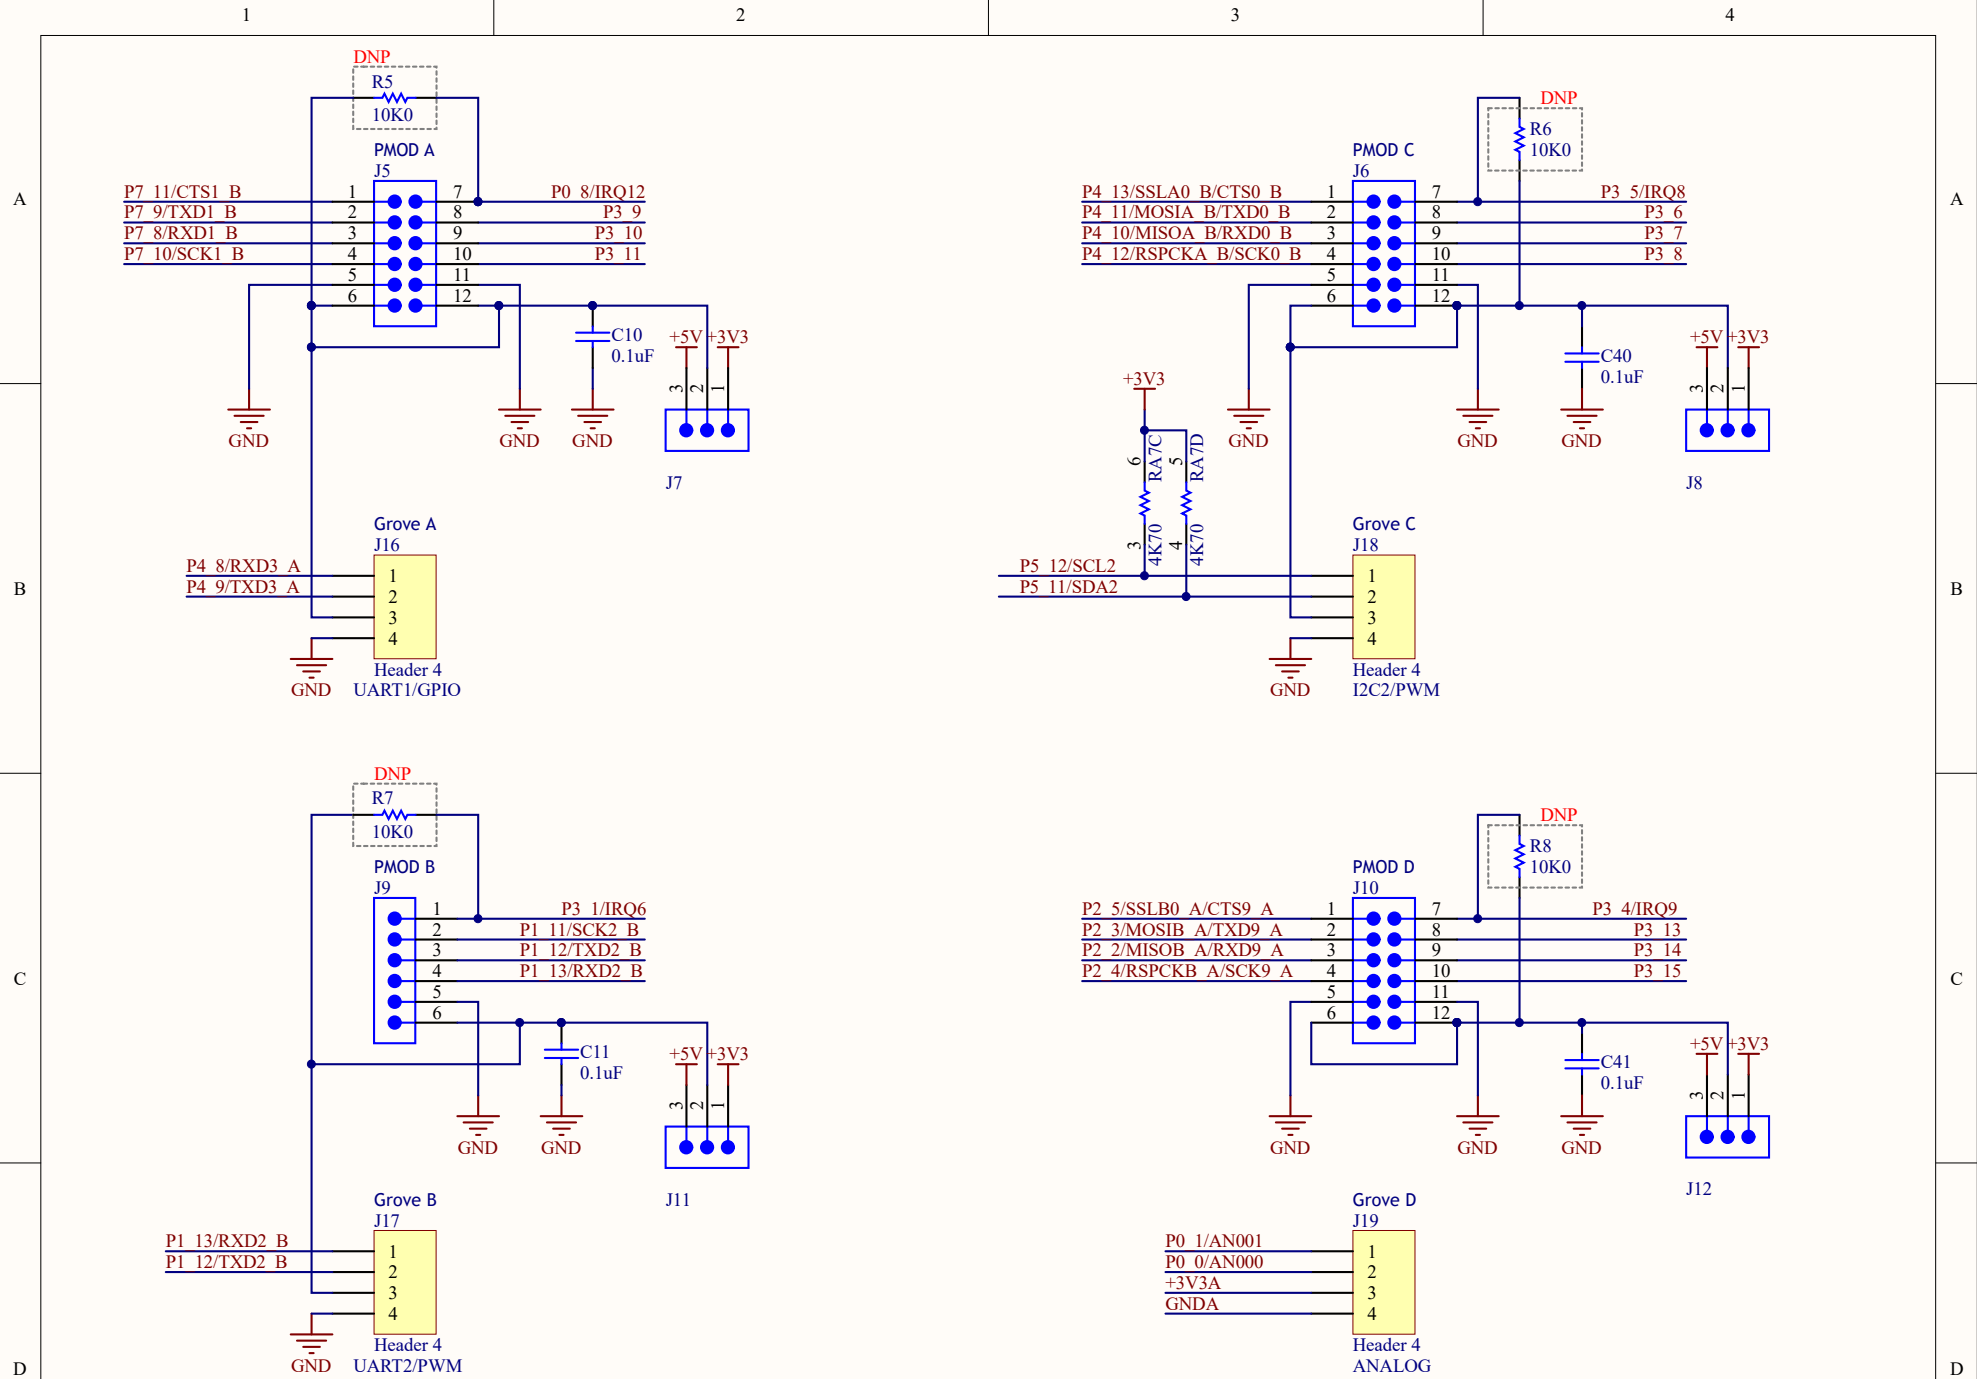 1 2 3 4
A A
B B
C C
D D
DNP
R5
10K0
PMOD A
J5
P7_11/CTS1_B 1 7 P0_8/IRQ12
P7_9/TXD1_B 2 8 P3_9
P7_8/RXD1_B 3 9 P3_10
P7_10/SCK1_B 4 10 P3_11
5 11
6 12
C10
0.1uF
+5V +3V3
3 2 1
GND GND GND
J7
Grove A
J16
P4_8/RXD3_A 1
P4_9/TXD3_A 2
3
4
GND
Header 4
UART1/GPIO
DNP
R6
10K0
PMOD C
J6
P4_13/SSLA0_B/CTS0_B 1 7 P3_5/IRQ8
P4_11/MOSIA_B/TXD0_B 2 8 P3_6
P4_10/MISOA_B/RXD0_B 3 9 P3_7
P4_12/RSPCKA_B/SCK0_B 4 10 P3_8
5 11
6 12
C40
0.1uF
+5V +3V3
3 2 1
GND GND GND
J8
+3V3
6 RA7C 5 RA7D
3 4K70 4 4K70
Grove C
J18
P5_12/SCL2 1
P5_11/SDA2 2
3
4
GND
Header 4
I2C2/PWM
DNP
R7
10K0
PMOD B
J9
1 P3_1/IRQ6
2 P1_11/SCK2_B
3 P1_12/TXD2_B
4 P1_13/RXD2_B
5
6
C11
0.1uF
+5V +3V3
3 2 1
GND GND
J11
Grove B
J17
P1_13/RXD2_B 1
P1_12/TXD2_B 2
3
4
GND
Header 4
UART2/PWM
DNP
R8
10K0
PMOD D
J10
P2_5/SSLB0_A/CTS9_A 1 7 P3_4/IRQ9
P2_3/MOSIB_A/TXD9_A 2 8 P3_13
P2_2/MISOB_A/RXD9_A 3 9 P3_14
P2_4/RSPCKB_A/SCK9_A 4 10 P3_15
5 11
6 12
C41
0.1uF
+5V +3V3
3 2 1
GND GND GND
J12
Grove D
J19
P0_1/AN001 1
P0_0/AN000 2
+3V3A 3
GNDA 4
Header 4
ANALOG